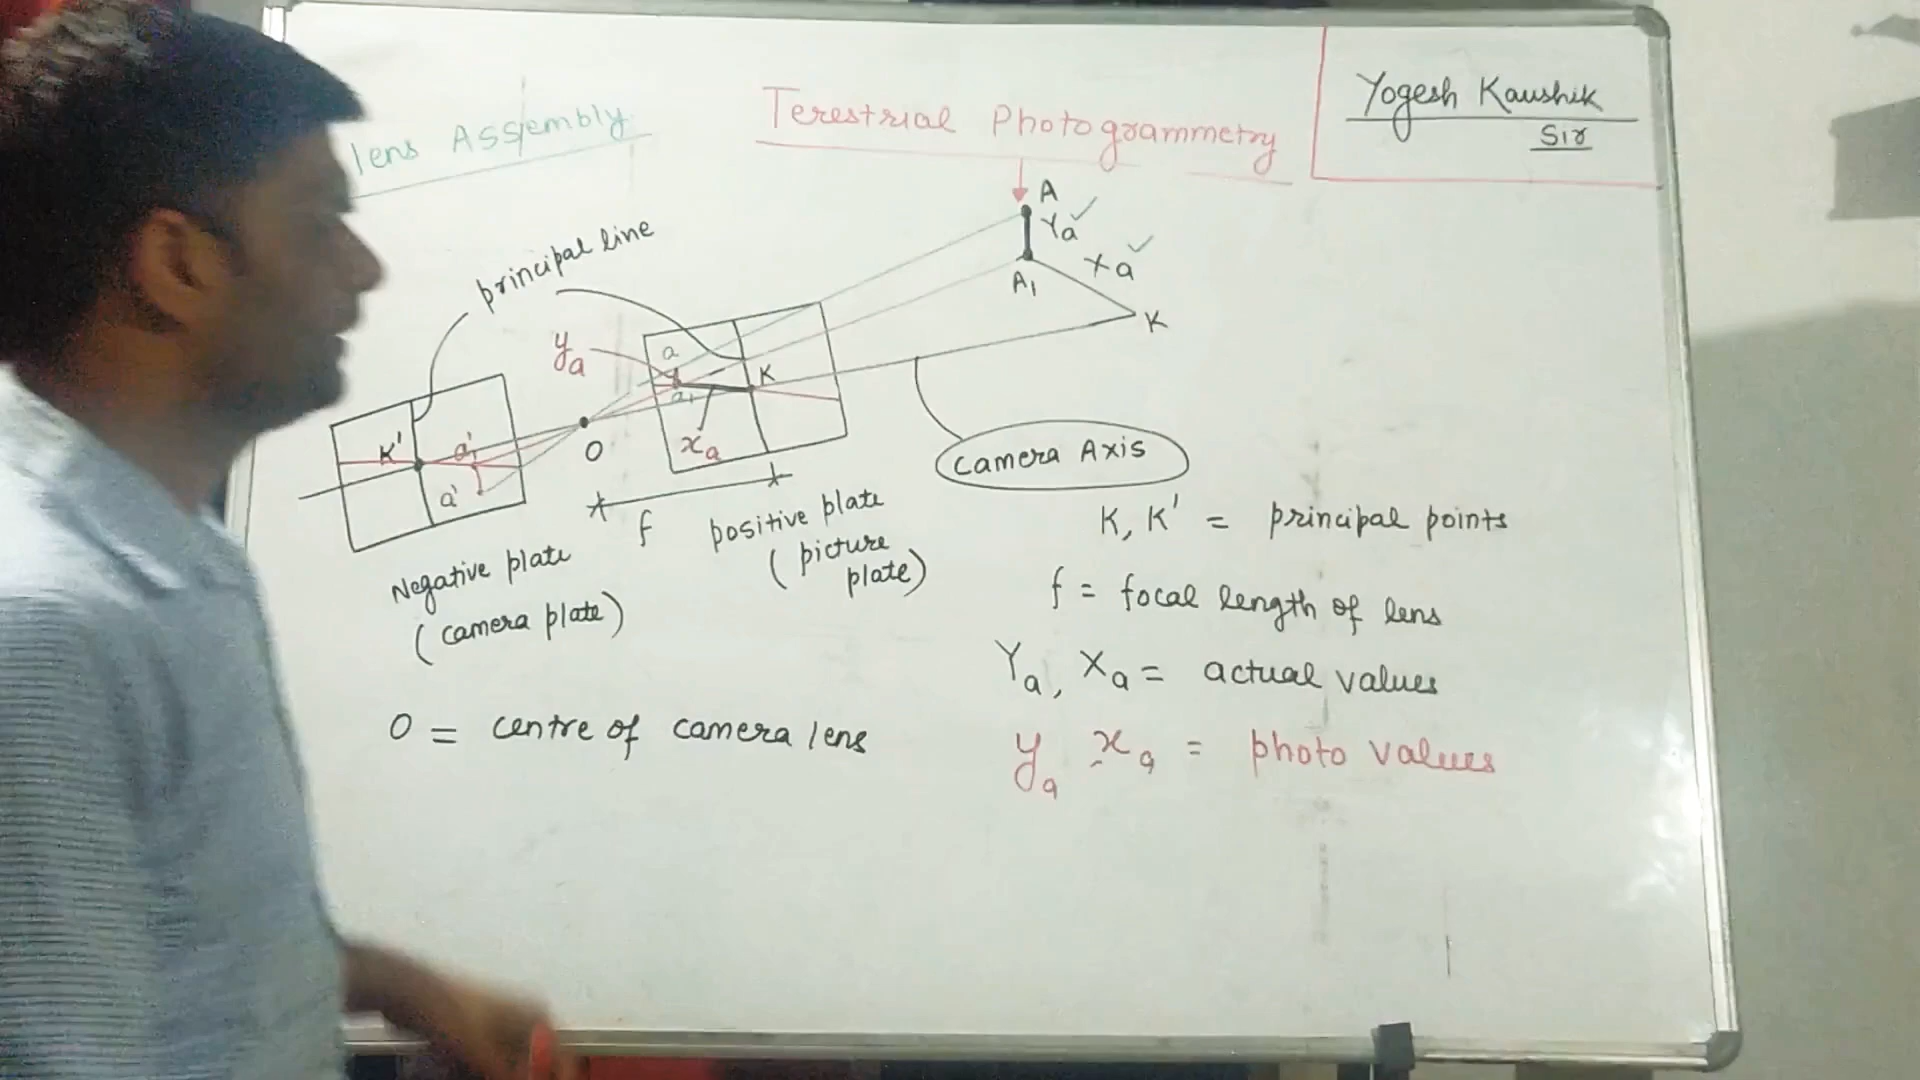 lens Assembly
Terestrial Photogrammetry
Yogesh Kaushik
Sir
principal line
A
Ya
Xa
A1
K
ya
a
a1
K
xa
O
K'
a1'
a'
f
Camera Axis
Negative plate
(camera plate)
positive plate
(picture
plate)
K, K' = principal points
f = focal length of lens
Ya, Xa = actual values
ya xa = photo values
O = centre of camera lens